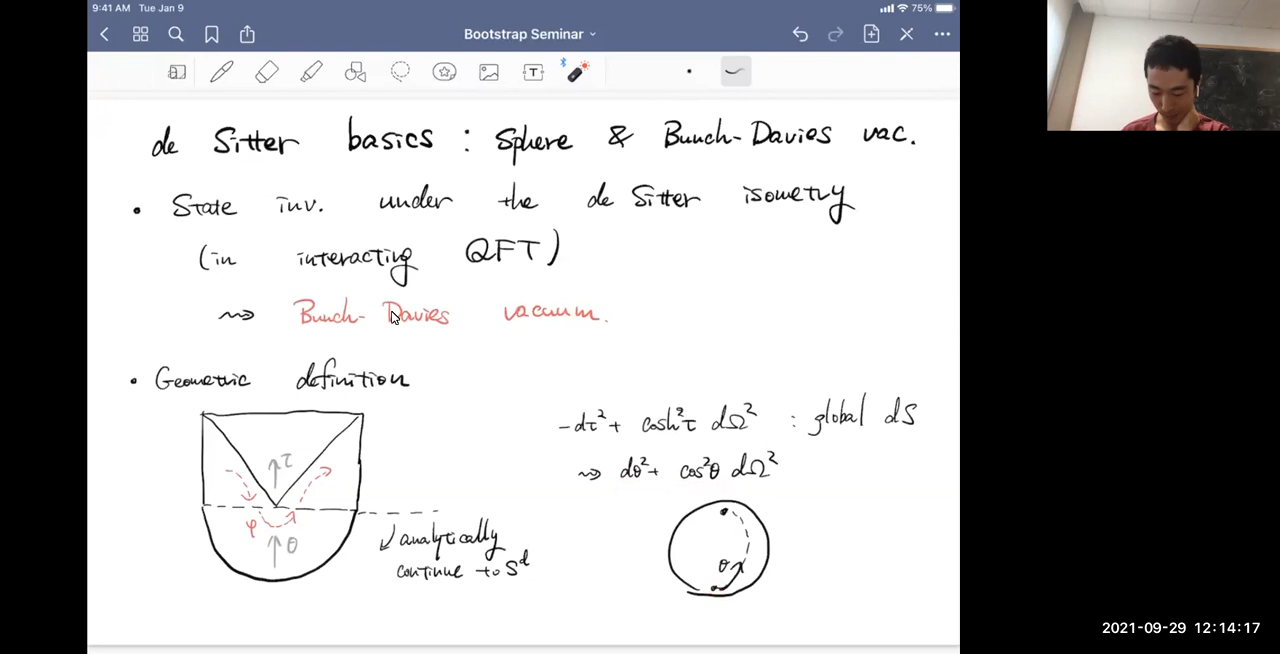 9:41 AM Tue Jan 9
75%
Bootstrap Seminar
T
de Sitter basics : Sphere & Bunch-Davies vac.
• State inv. under the de Sitter isometry
(in interacting QFT)
⇝ Bunch-Davies vacuum.
• Geometric definition
-dτ² + cosh²τ dΩ² : global dS
⇝ dθ² + cos²θ dΩ²
↑τ
φ
↑θ
↙ analytically
continue to Sᵈ
θ
2021-09-29 12:14:17